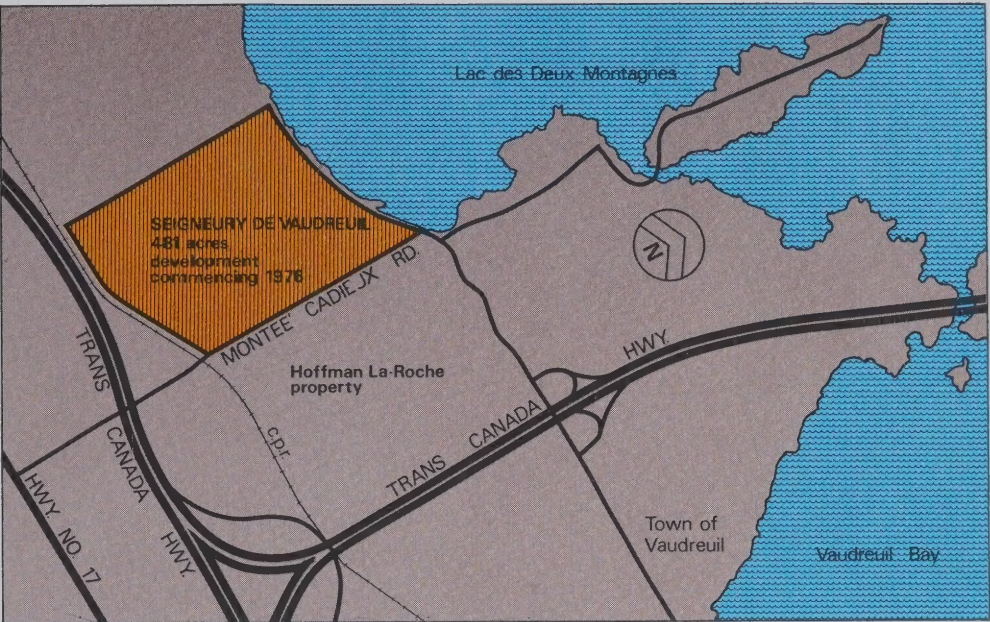 Lac des Deux Montagnes
SEIGNEURY DE VAUDREUIL
481 acres
development
commencing 1976
MONTEE' CADIEUX RD.
N
Hoffman La-Roche
property
TRANS CANADA HWY.
c.p.r.
TRANS CANADA HWY.
HWY. NO. 17
Town of
Vaudreuil
Vaudreuil Bay